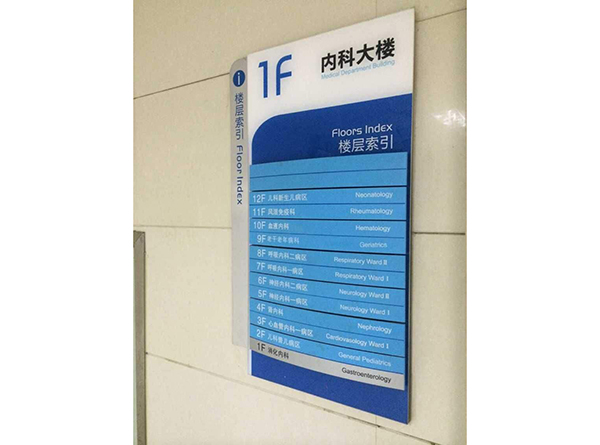 i
楼层索引 Floor Index
1F 内科大楼
Medical Department Building
Floors Index
楼层索引
12F 儿科新生儿病区 Neonatology
11F 风湿免疫科 Rheumatology
10F 血液内科 Hematology
9F 老干老年病科 Geriatrics
8F 呼吸内科二病区 Respiratory Ward II
7F 呼吸内科一病区 Respiratory Ward I
6F 神经内科二病区 Neurology Ward II
5F 神经内科一病区 Neurology Ward I
4F 肾内科 Nephrology
3F 心血管内科一病区 Cardiovasology Ward I
2F 儿科婴儿病区 General Pediatrics
1F 消化内科 Gastroenterology